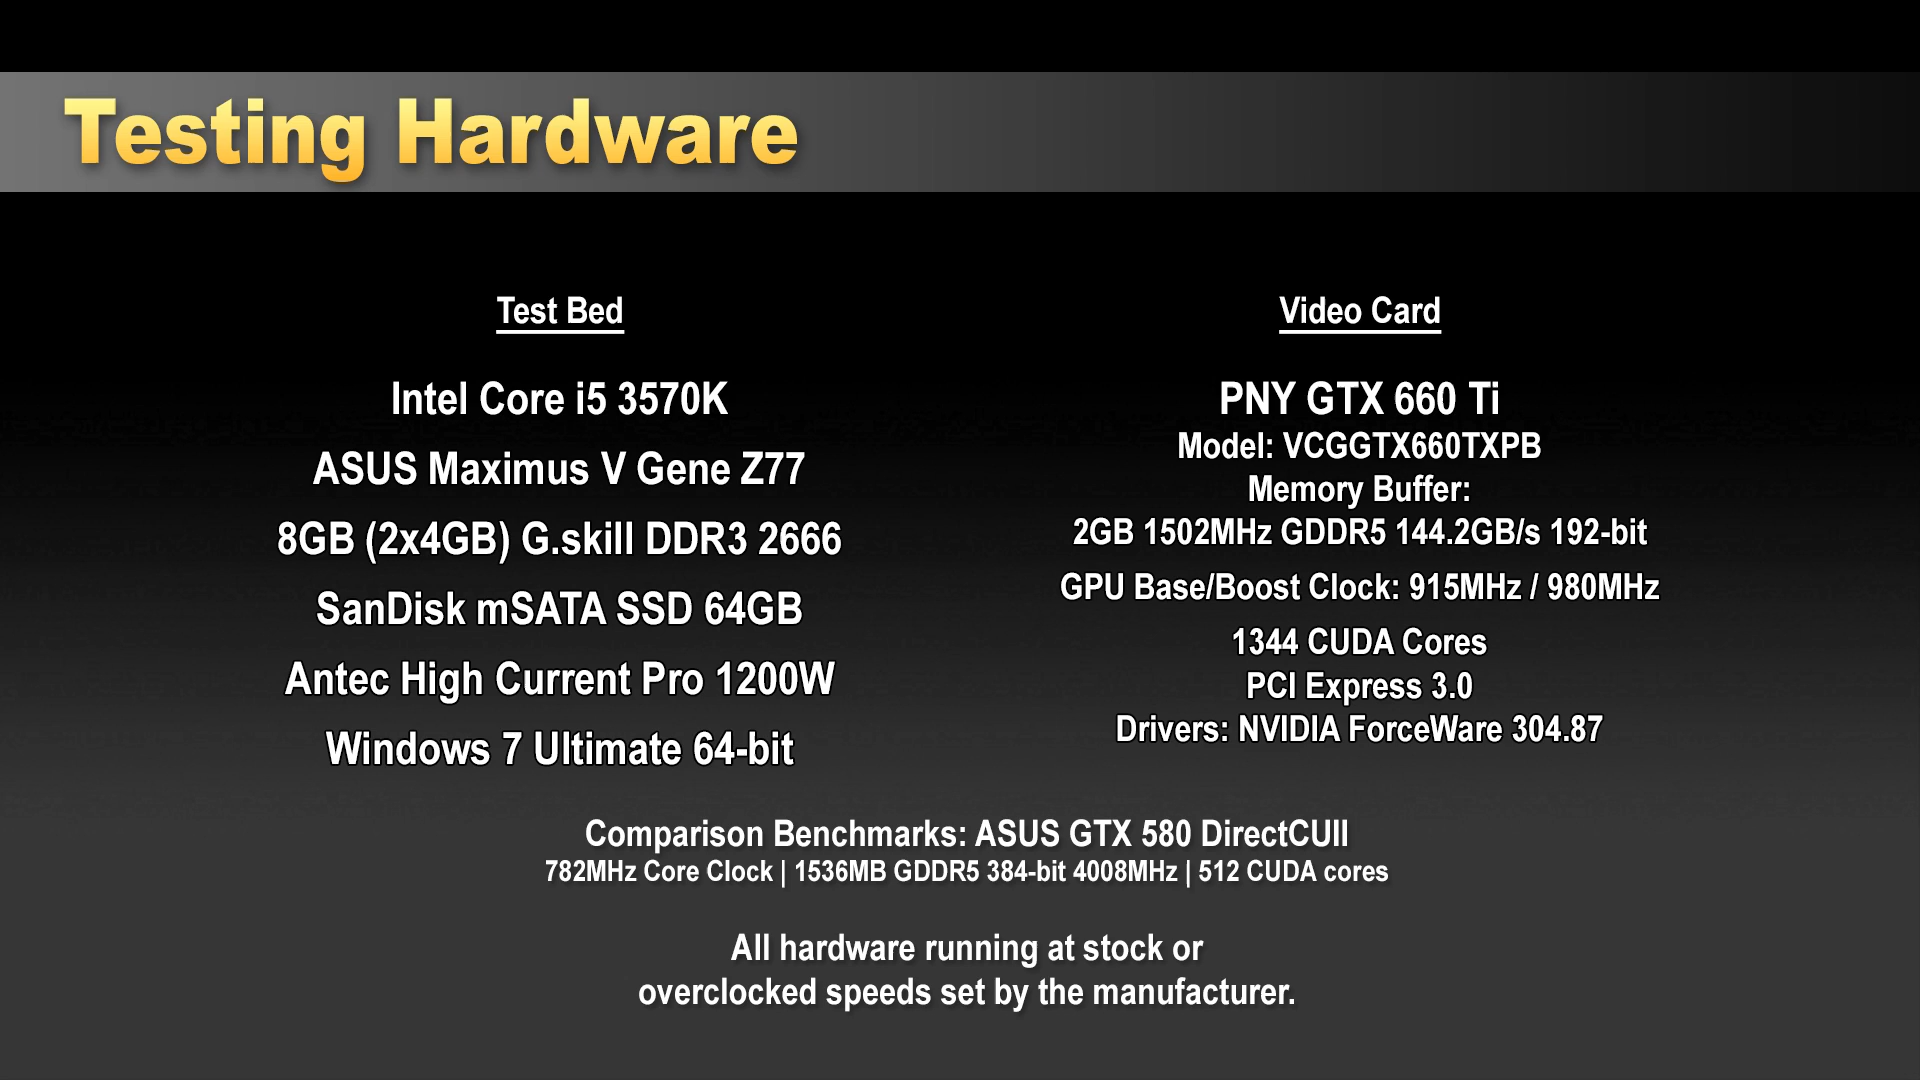 Testing Hardware
Test Bed
Intel Core i5 3570K
ASUS Maximus V Gene Z77
8GB (2x4GB) G.skill DDR3 2666
SanDisk mSATA SSD 64GB
Antec High Current Pro 1200W
Windows 7 Ultimate 64-bit
Video Card
PNY GTX 660 Ti
Model: VCGGTX660TXPB
Memory Buffer:
2GB 1502MHz GDDR5 144.2GB/s 192-bit
GPU Base/Boost Clock: 915MHz / 980MHz
1344 CUDA Cores
PCI Express 3.0
Drivers: NVIDIA ForceWare 304.87
Comparison Benchmarks: ASUS GTX 580 DirectCUII
782MHz Core Clock | 1536MB GDDR5 384-bit 4008MHz | 512 CUDA cores
All hardware running at stock or
overclocked speeds set by the manufacturer.